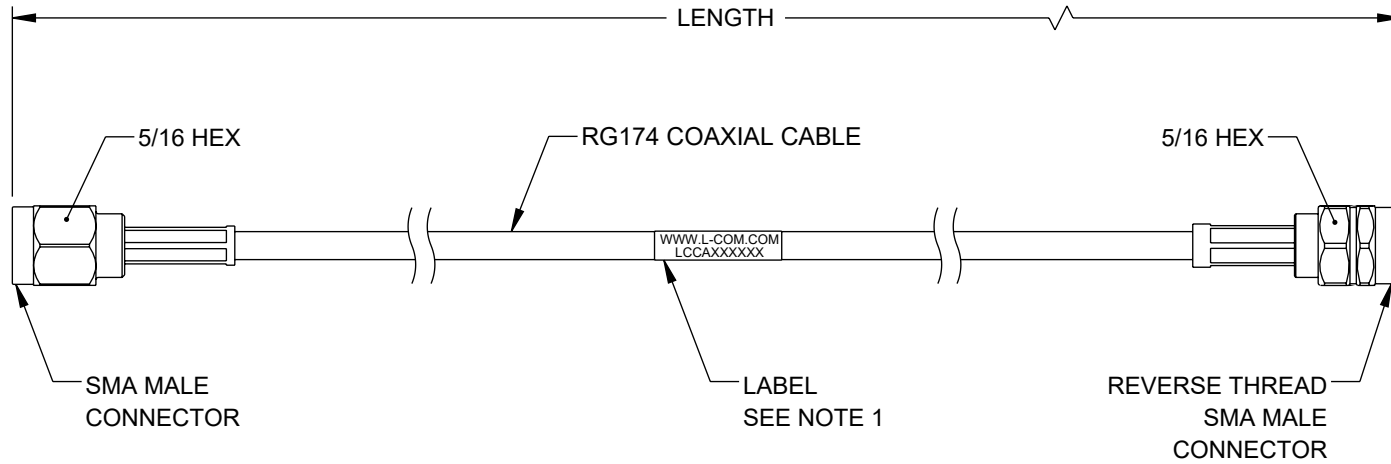 LENGTH
5/16 HEX
RG174 COAXIAL CABLE
5/16 HEX
WWW.L-COM.COM
LCCAXXXXXX
SMA MALE
CONNECTOR
LABEL
SEE NOTE 1
REVERSE THREAD
SMA MALE
CONNECTOR